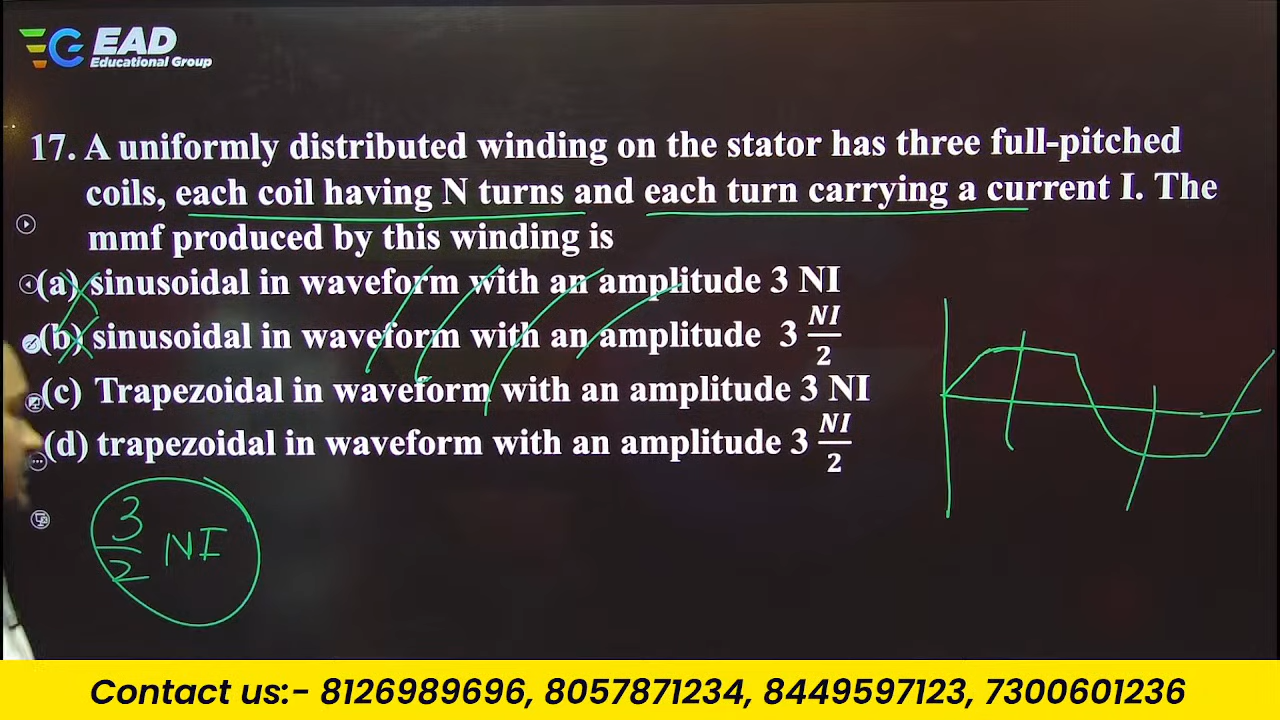 EAD
Educational Group
17. A uniformly distributed winding on the stator has three full-pitched
coils, each coil having N turns and each turn carrying a current I. The
mmf produced by this winding is
(a) sinusoidal in waveform with an amplitude 3 NI
(b) sinusoidal in waveform with an amplitude 3 NI/2
(c) Trapezoidal in waveform with an amplitude 3 NI
(d) trapezoidal in waveform with an amplitude 3 NI/2
3/2 NI
Contact us:- 8126989696, 8057871234, 8449597123, 7300601236